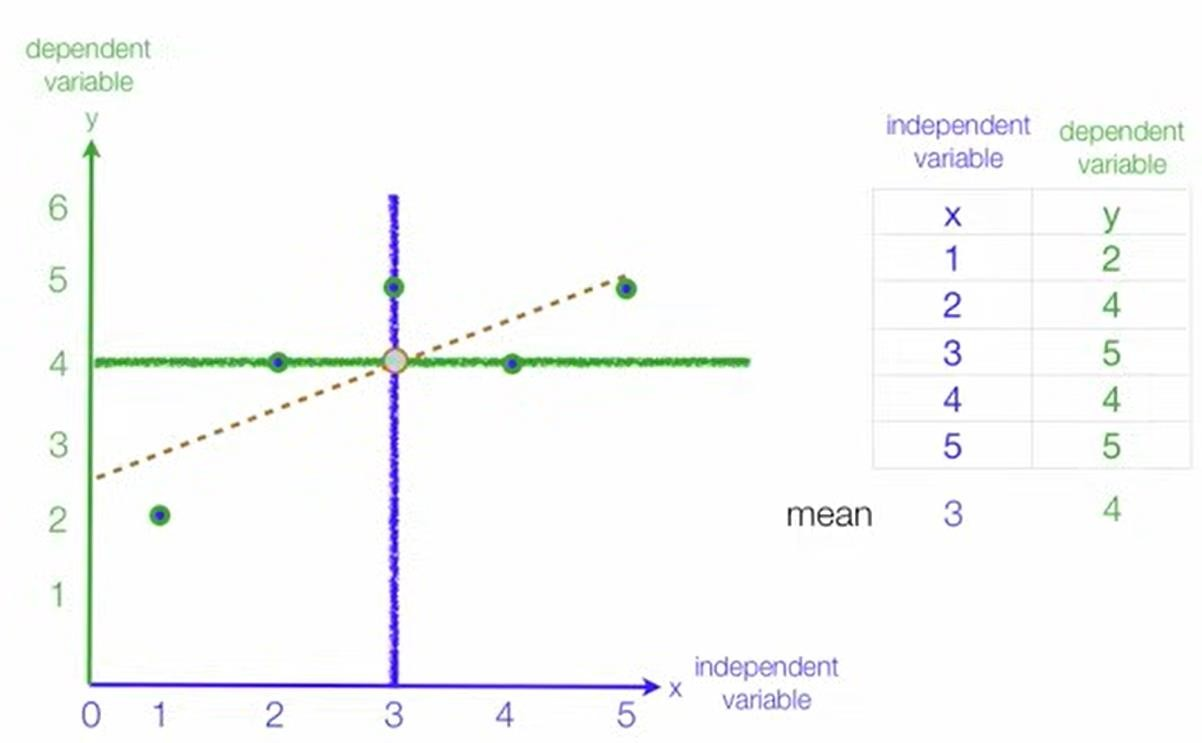 dependent
variable
y
6
5
4
3
2
1
0 1 2 3 4 5
x
independent
variable
independent
variable
dependent
variable
x y
1 2
2 4
3 5
4 4
5 5
mean 3 4